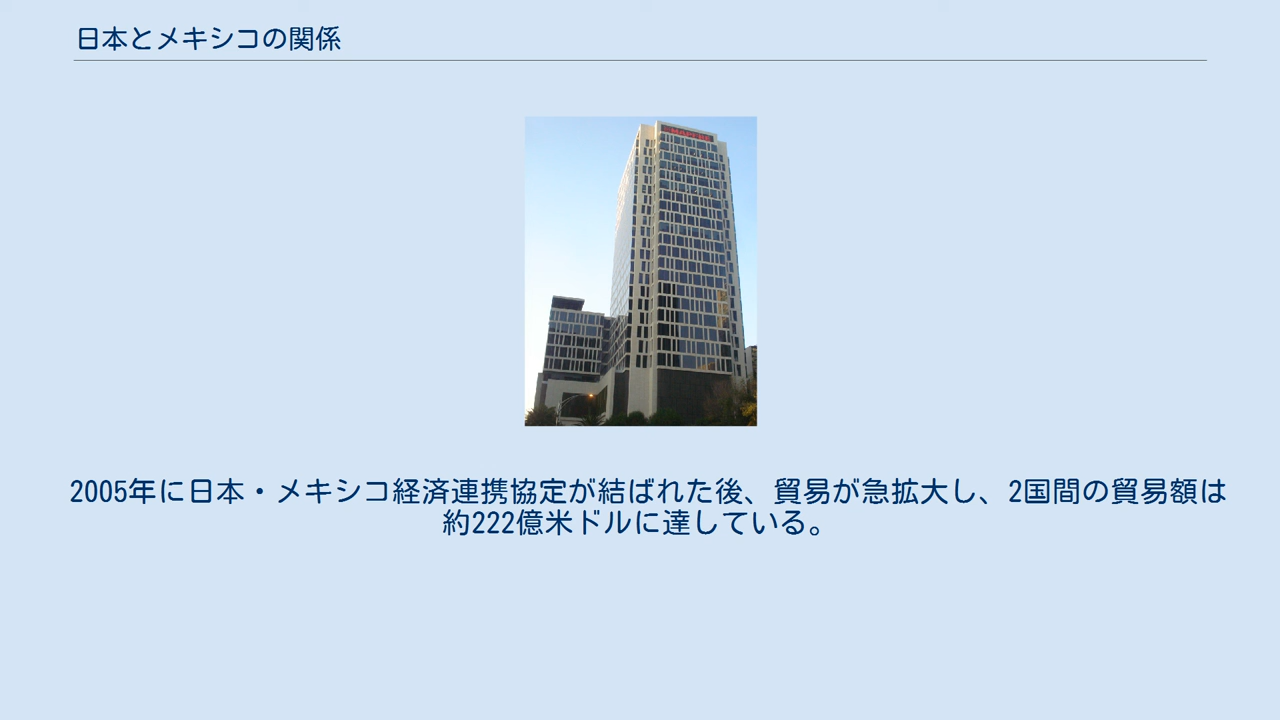 日本とメキシコの関係
MAPFRE
2005年に日本・メキシコ経済連携協定が結ばれた後、貿易が急拡大し、2国間の貿易額は
約222億米ドルに達している。